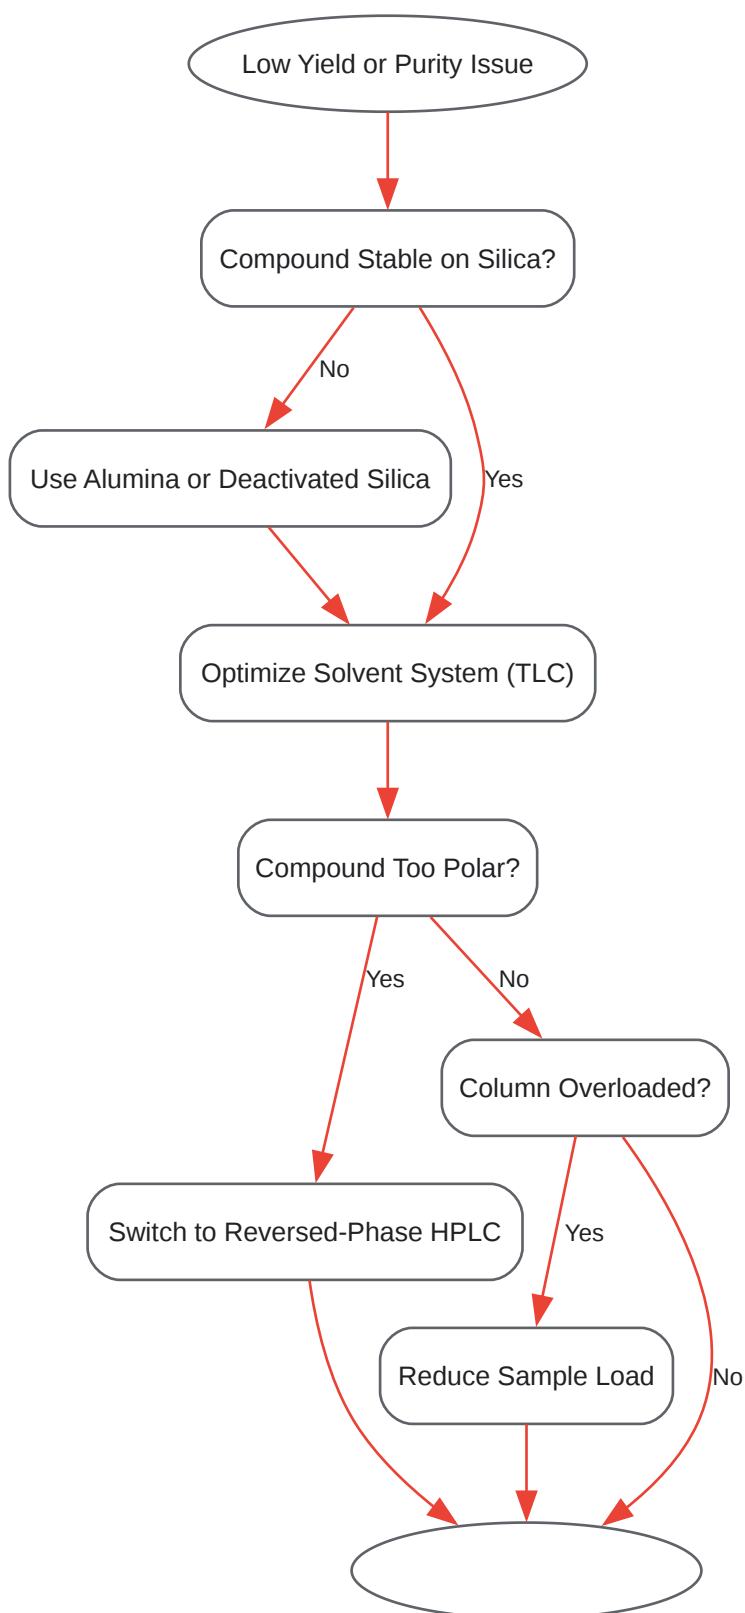 Low Yield or Purity Issue
Compound Stable on Silica?
No
Use Alumina or Deactivated Silica
Yes
Optimize Solvent System (TLC)
Compound Too Polar?
Yes
No
Column Overloaded?
Switch to Reversed-Phase HPLC
Yes
Reduce Sample Load
No